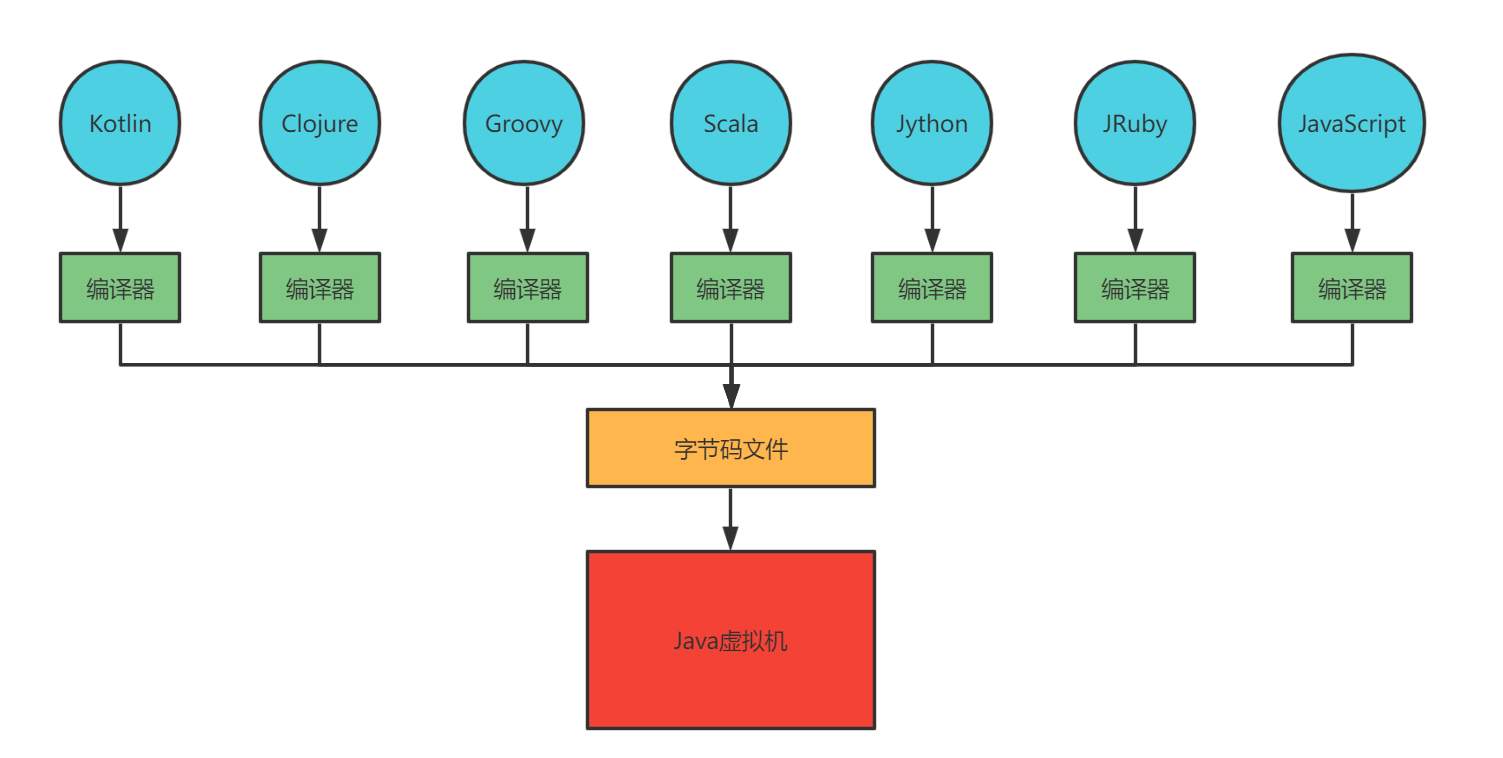 Kotlin
Clojure
Groovy
Scala
Jython
JRuby
JavaScript
编译器
编译器
编译器
编译器
编译器
编译器
编译器
字节码文件
Java虚拟机